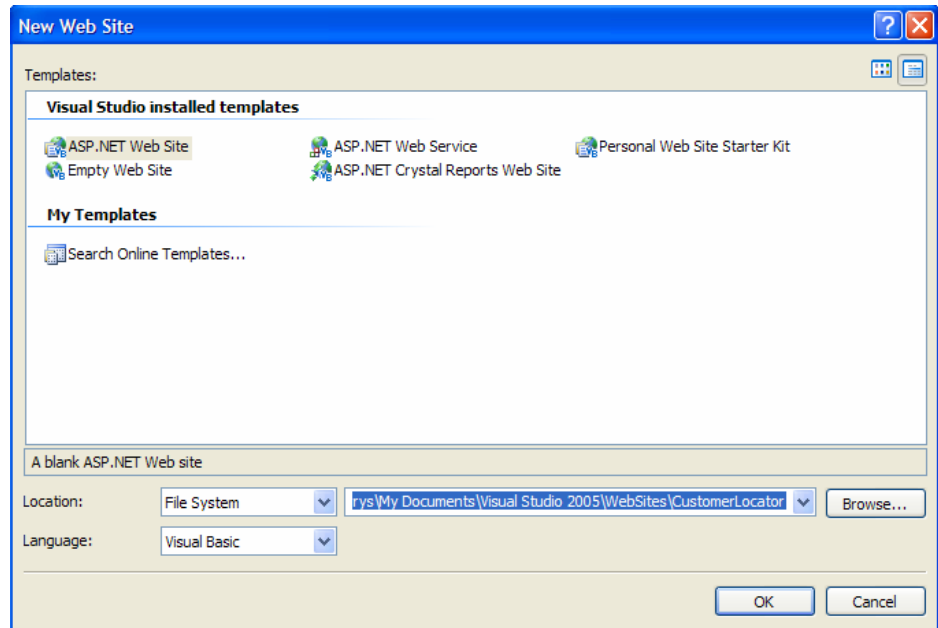 New Web Site
Templates:
Visual Studio installed templates
ASP.NET Web Site ASP.NET Web Service Personal Web Site Starter Kit
Empty Web Site ASP.NET Crystal Reports Web Site
My Templates
Search Online Templates...
A blank ASP.NET Web site
Location: File System rys\My Documents\Visual Studio 2005\WebSites\CustomerLocator Browse...
Language: Visual Basic
OK Cancel